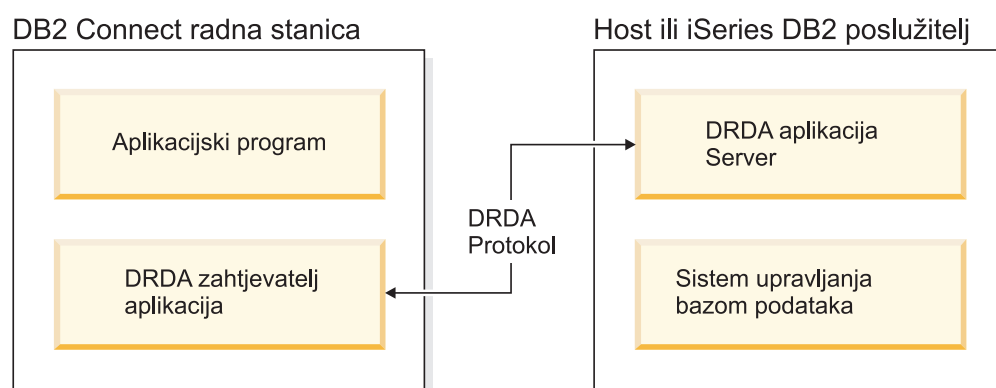 DB2 Connect radna stanica
Host ili iSeries DB2 poslužitelj
Aplikacijski program
DRDA aplikacija
Server
DRDA
Protokol
DRDA zahtjevatelj
aplikacija
Sistem upravljanja
bazom podataka